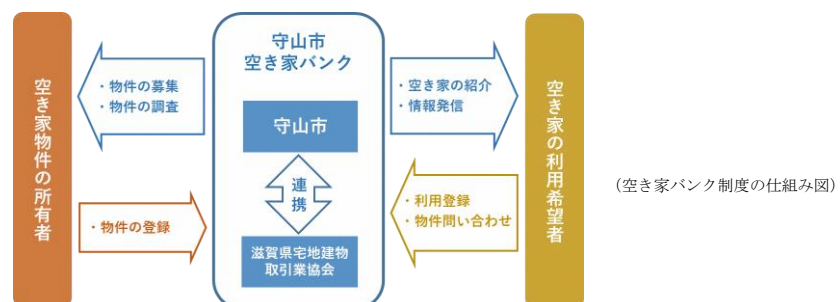 空き家物件の所有者
・物件の募集
・物件の調査
・物件の登録
守山市
空き家バンク
守山市
連携
滋賀県宅地建物
取引業協会
・空き家の紹介
・情報発信
・利用登録
・物件問い合わせ
空き家の利用希望者
(空き家バンク制度の仕組み図)